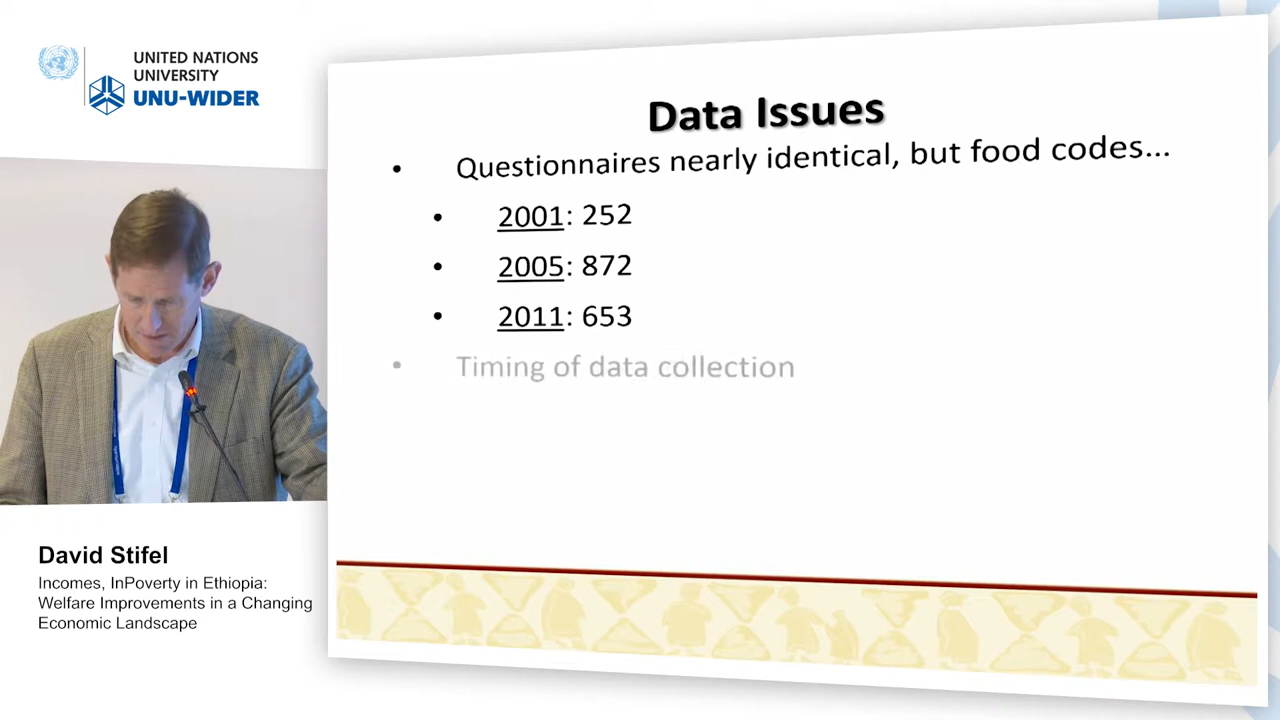 UNITED NATIONS
UNIVERSITY
UNU-WIDER
Data Issues
• Questionnaires nearly identical, but food codes...
• 2001: 252
• 2005: 872
• 2011: 653
• Timing of data collection
David Stifel
Incomes, InPoverty in Ethiopia:
Welfare Improvements in a Changing
Economic Landscape